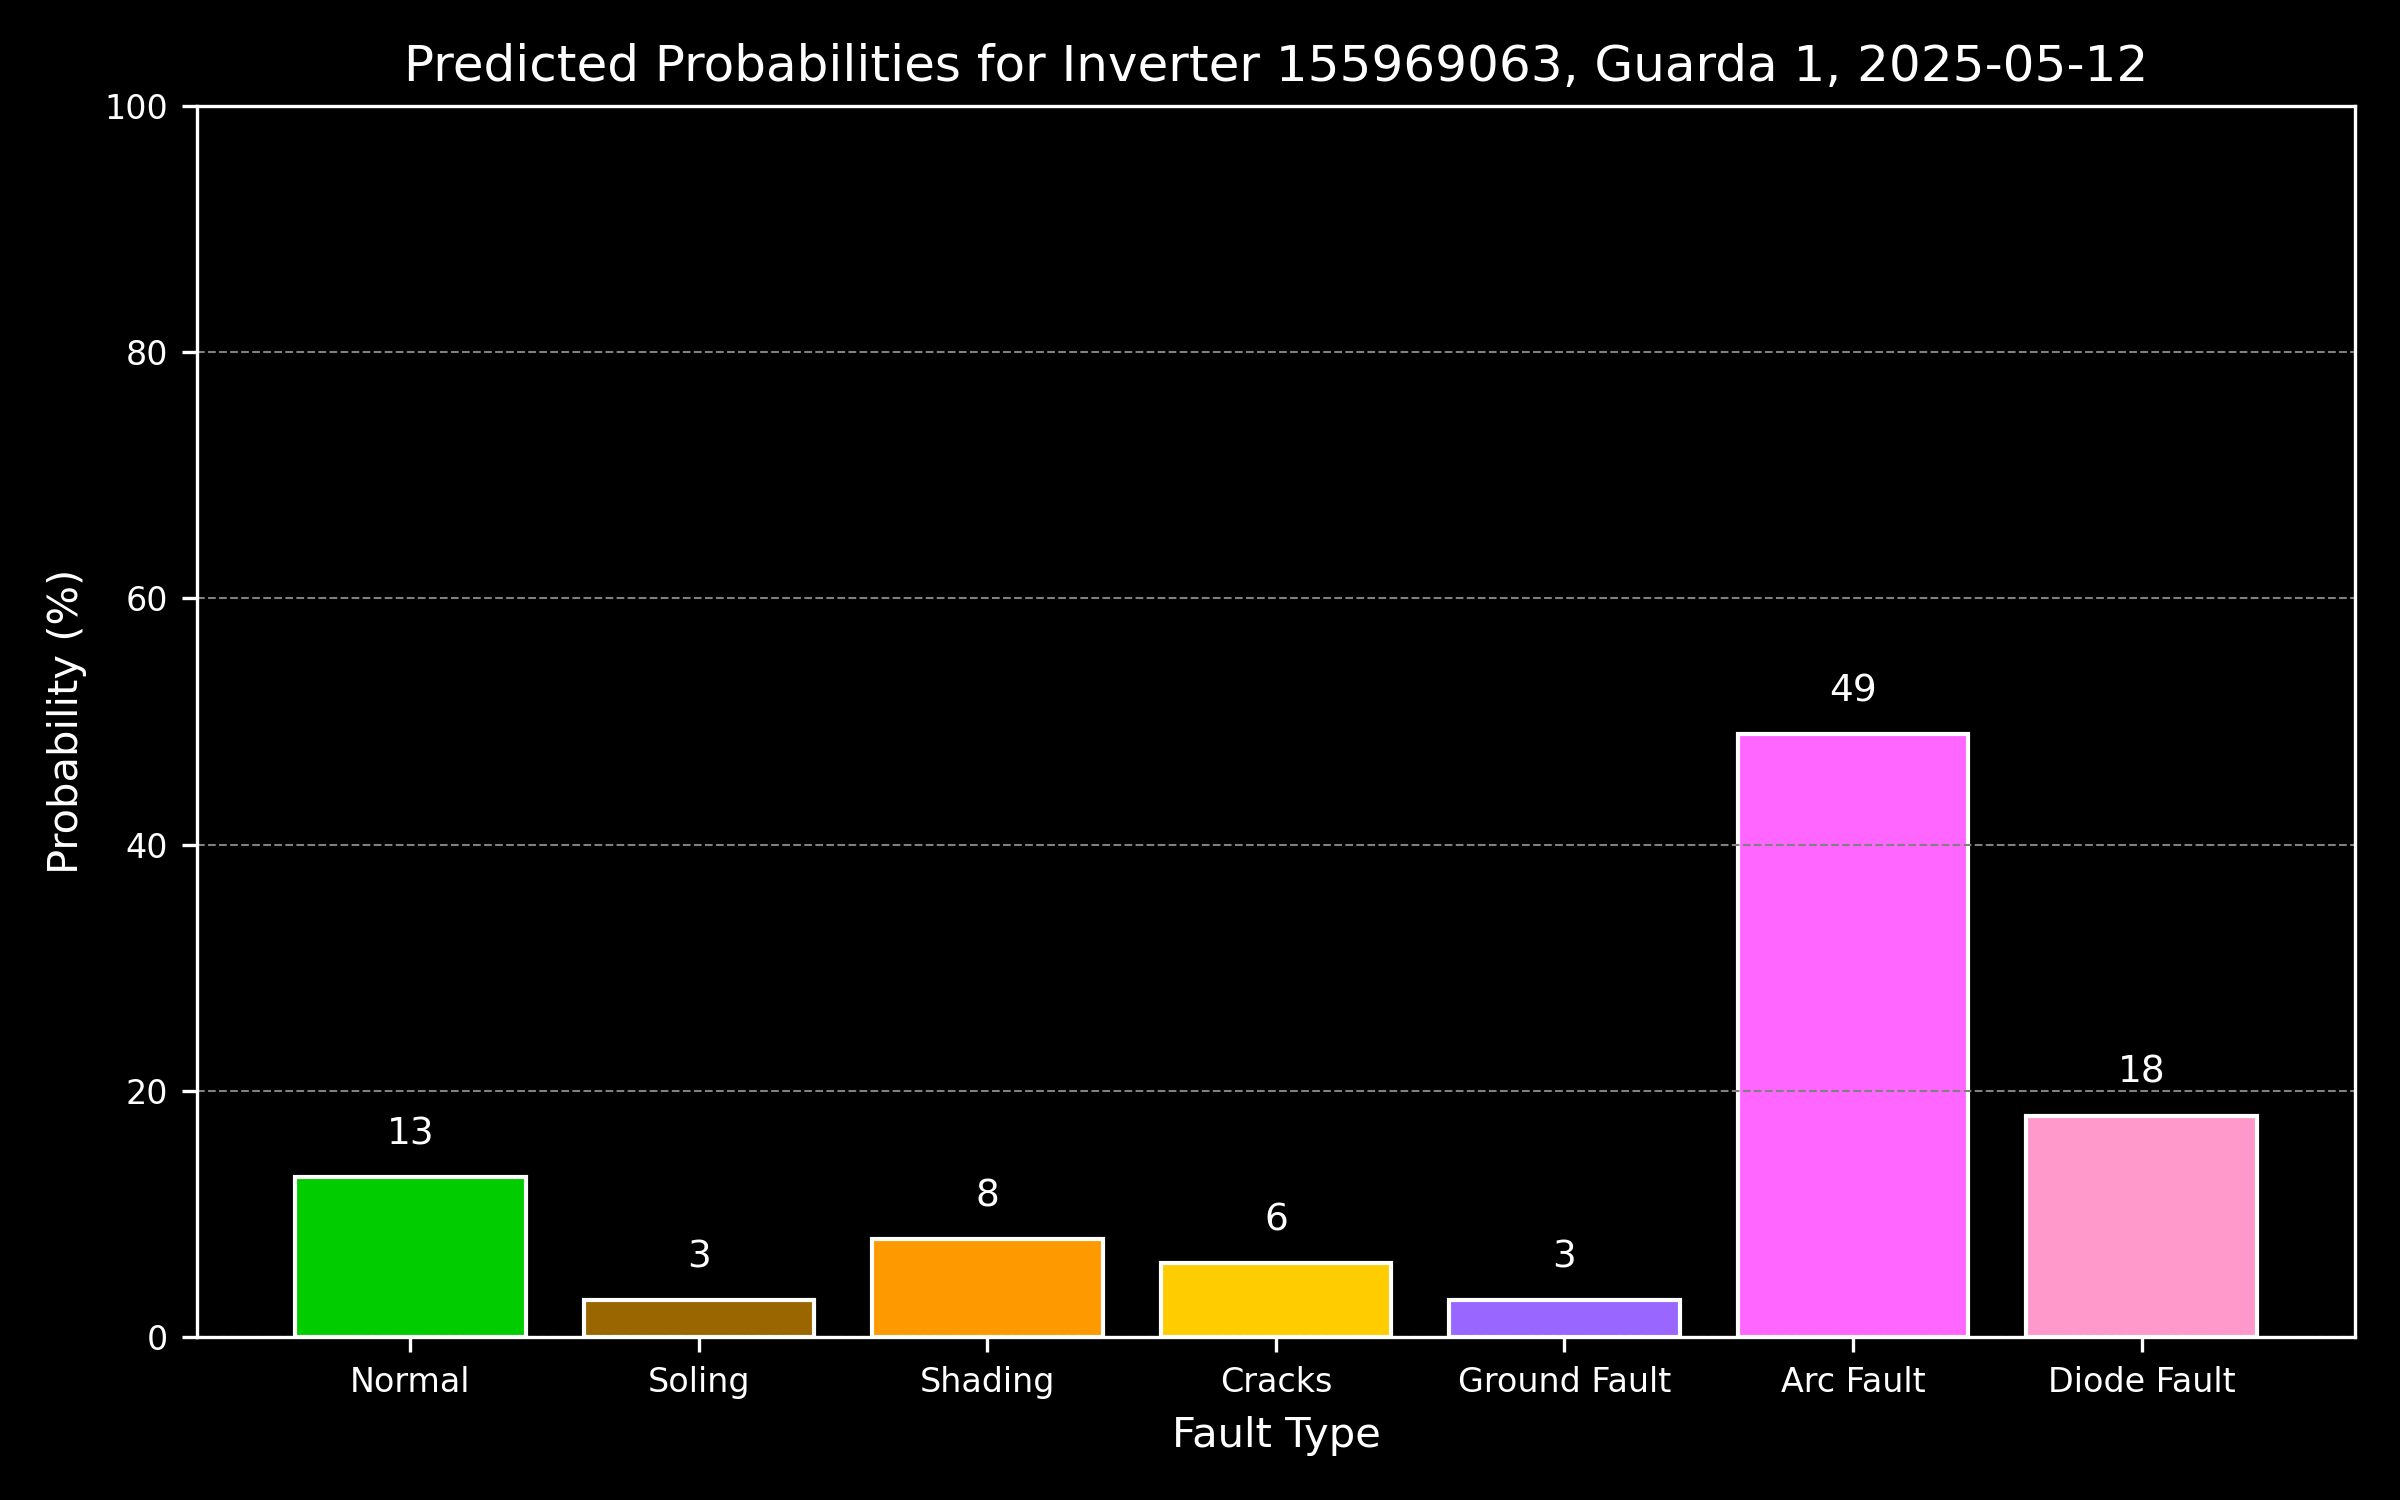 Predicted Probabilities for Inverter 155969063, Guarda 1, 2025-05-12
Probability (%)
100
80
60
40
20
0
13
3
8
6
3
49
18
Normal
Soling
Shading
Cracks
Ground Fault
Arc Fault
Diode Fault
Fault Type